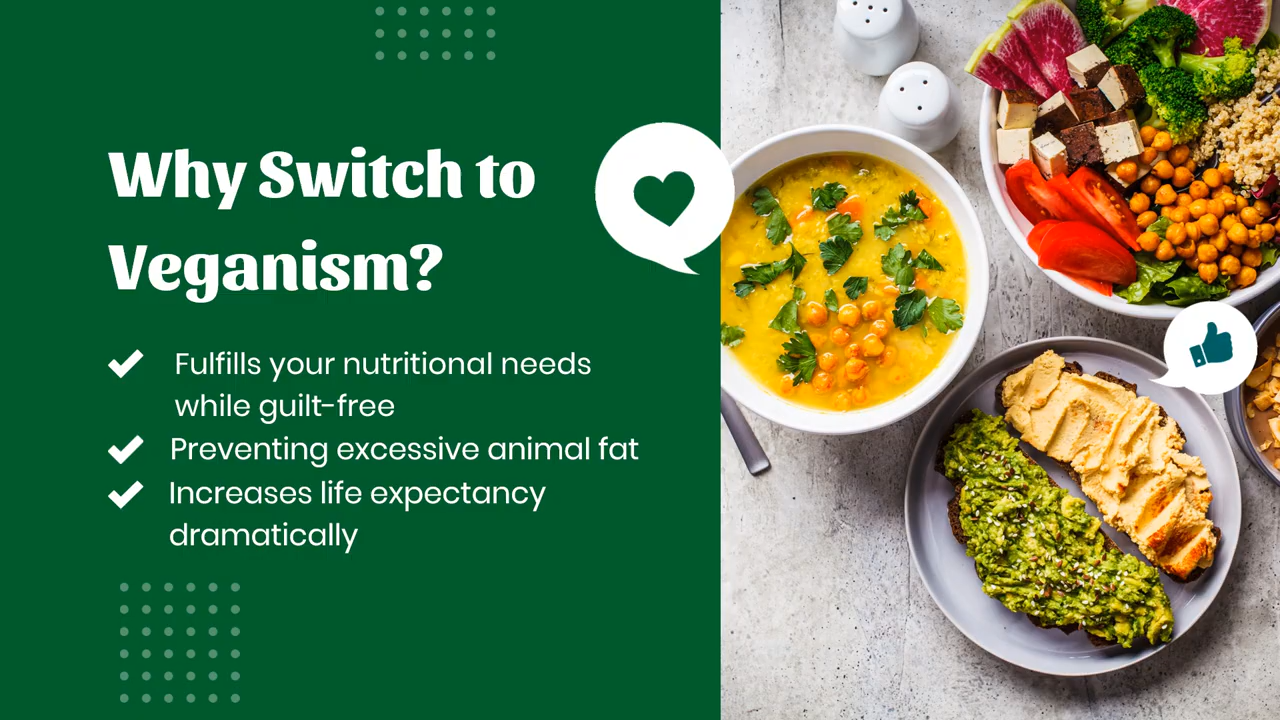 Why Switch to
Veganism?
Fulfills your nutritional needs
while guilt-free
Preventing excessive animal fat
Increases life expectancy
dramatically